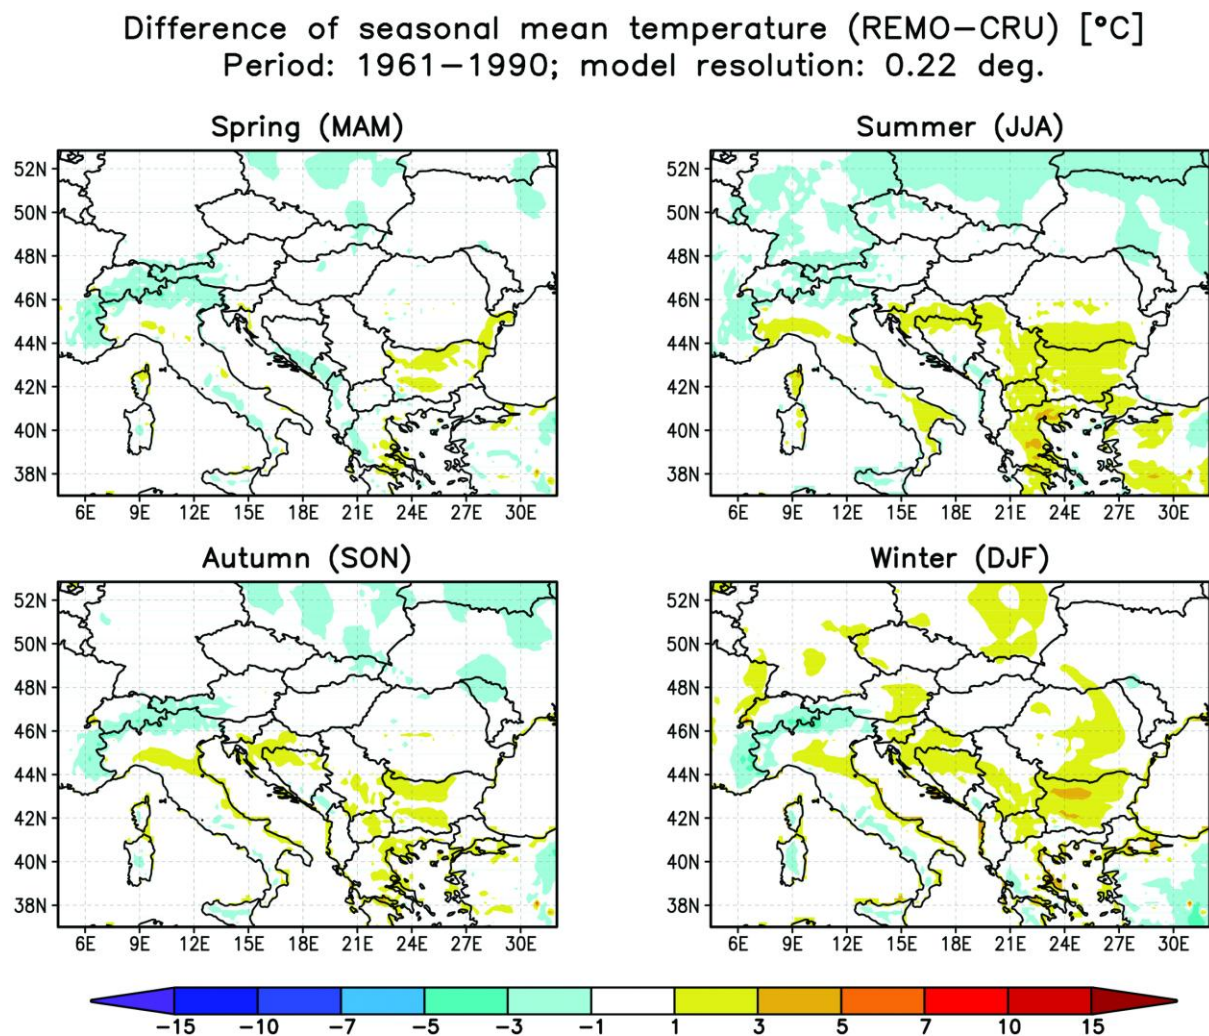 Difference of seasonal mean temperature (REMO−CRU) [°C]
Period: 1961−1990; model resolution: 0.22 deg.
Spring (MAM)
52N
50N
48N
46N
44N
42N
40N
38N
6E 9E 12E 15E 18E 21E 24E 27E 30E
Summer (JJA)
52N
50N
48N
46N
44N
42N
40N
38N
6E 9E 12E 15E 18E 21E 24E 27E 30E
Autumn (SON)
52N
50N
48N
46N
44N
42N
40N
38N
6E 9E 12E 15E 18E 21E 24E 27E 30E
Winter (DJF)
52N
50N
48N
46N
44N
42N
40N
38N
6E 9E 12E 15E 18E 21E 24E 27E 30E
−15 −10 −7 −5 −3 −1 1 3 5 7 10 15